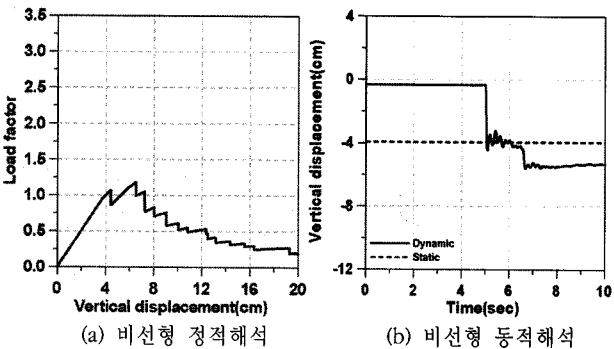 3.5
3.0
2.5
2.0
1.5
1.0
0.5
0.0
Load factor
0 4 8 12 16 20
Vertical displacement(cm)
(a) 비선형 정적해석
4
0
-4
-8
-12
Vertical displacement(cm)
Dynamic
Static
0 2 4 6 8 10
Time(sec)
(b) 비선형 동적해석